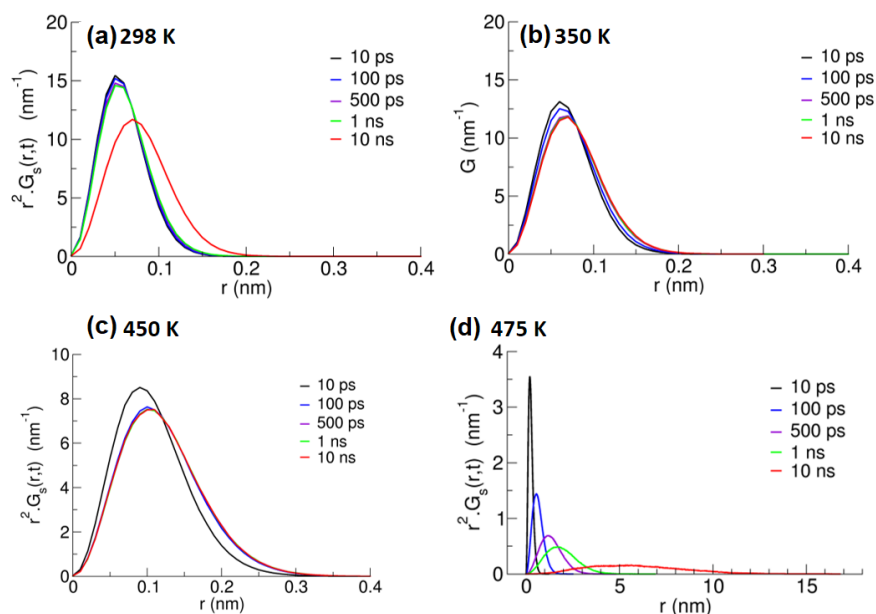 (a) 298 K
20
15
10
5
0
0
0.1
0.2
0.3
0.4
r².Gₛ(r,t) (nm⁻¹)
r (nm)
10 ps
100 ps
500 ps
1 ns
10 ns
(b) 350 K
20
15
10
5
0
0
0.1
0.2
0.3
0.4
G (nm⁻¹)
r (nm)
10 ps
100 ps
500 ps
1 ns
10 ns
(c) 450 K
10
8
6
4
2
0
0
0.1
0.2
0.3
0.4
r².Gₛ(r,t) (nm⁻¹)
r (nm)
10 ps
100 ps
500 ps
1 ns
10 ns
(d) 475 K
4
3
2
1
0
0
5
10
15
r².Gₛ(r,t) (nm⁻¹)
r (nm)
10 ps
100 ps
500 ps
1 ns
10 ns